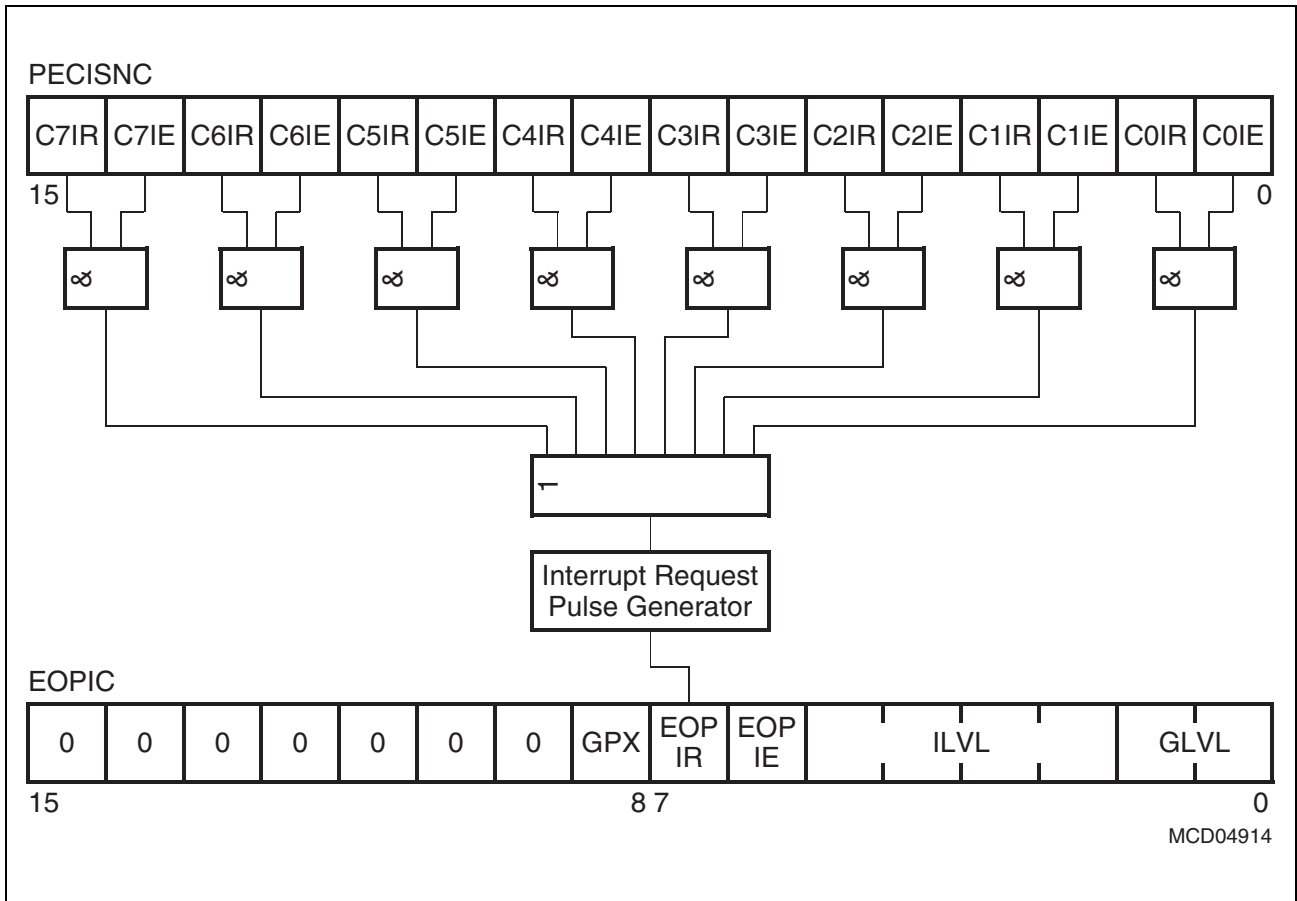 PECISNC
C7IR C7IE C6IR C6IE C5IR C5IE C4IR C4IE C3IR C3IE C2IR C2IE C1IR C1IE C0IR C0IE
15 0
& & & & & & & &
1
Interrupt Request
Pulse Generator
EOPIC
0 0 0 0 0 0 0 GPX EOP IR EOP IE ILVL GLVL
15 8 7 0
MCD04914